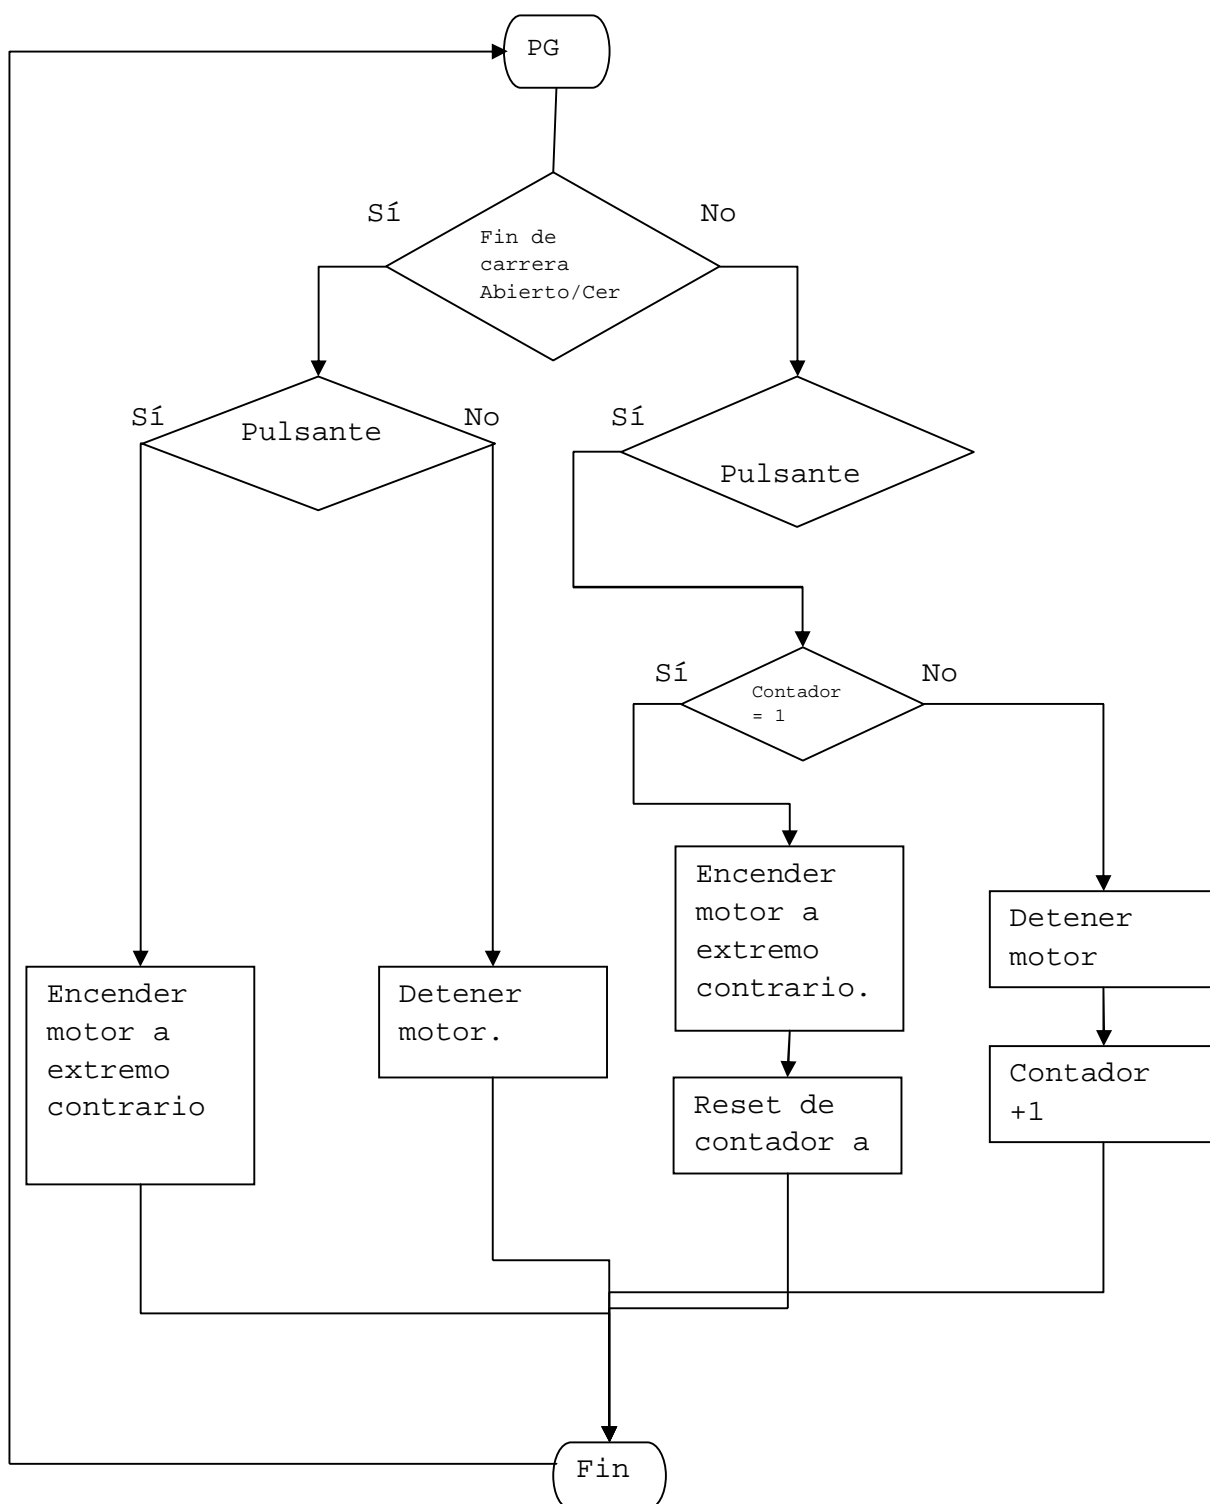 PG
Sí
No
Fin de
carrera
Abierto/Cer
Sí
Pulsante
No
Sí
Pulsante
Sí
Contador
= 1
No
Encender
motor a
extremo
contrario.
Detener
motor
Encender
motor a
extremo
contrario
Detener
motor.
Reset de
contador a
Contador
+1
Fin